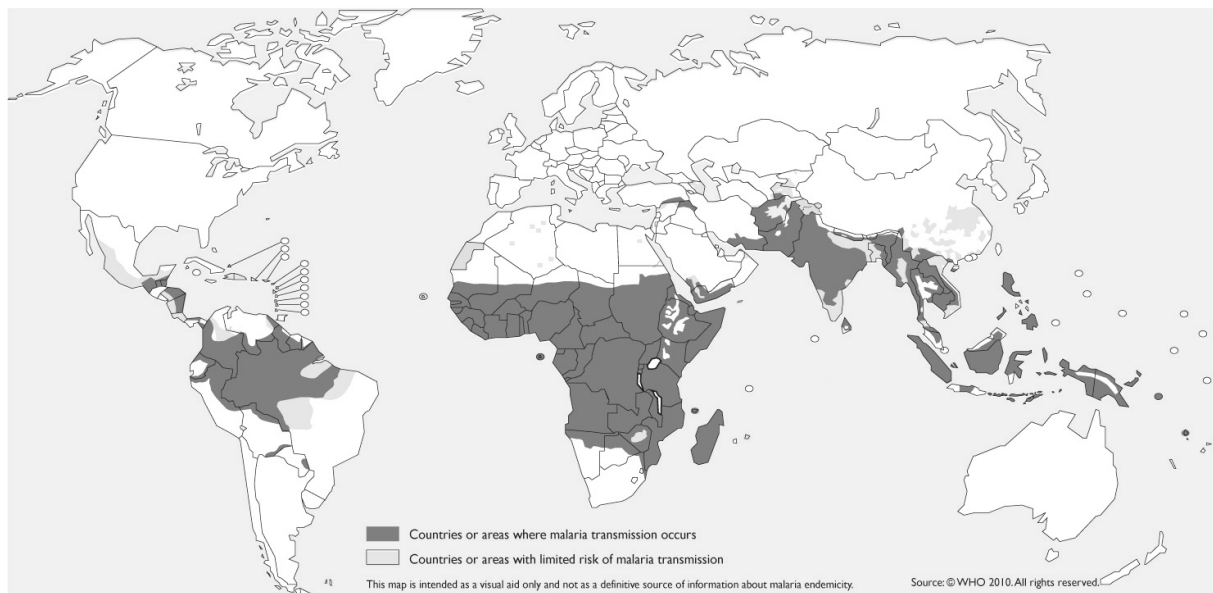 Countries or areas where malaria transmission occurs
Countries or areas with limited risk of malaria transmission
This map is intended as a visual aid only and not as a definitive source of information about malaria endemicity.
Source: © WHO 2010. All rights reserved.